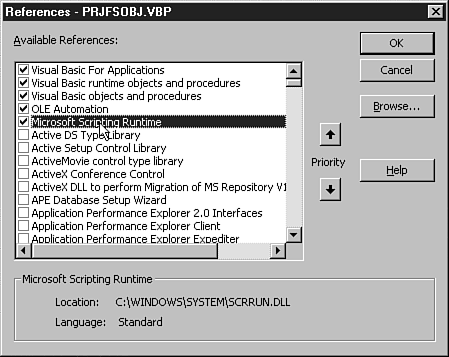 References - PRJFSOBJ.VBP
Available References:
OK
Visual Basic For Applications
Cancel
Visual Basic runtime objects and procedures
Visual Basic objects and procedures
OLE Automation
Browse...
Microsoft Scripting Runtime
Active DS Type Library
Active Setup Control Library
ActiveMovie control type library
Priority
ActiveX Conference Control
Help
ActiveX DLL to perform Migration of MS Repository V1
APE Database Setup Wizard
Application Performance Explorer 2.0 Interfaces
Application Performance Explorer Client
Application Performance Explorer Expediter
Microsoft Scripting Runtime
Location: C:\WINDOWS\SYSTEM\SCRRUN.DLL
Language: Standard